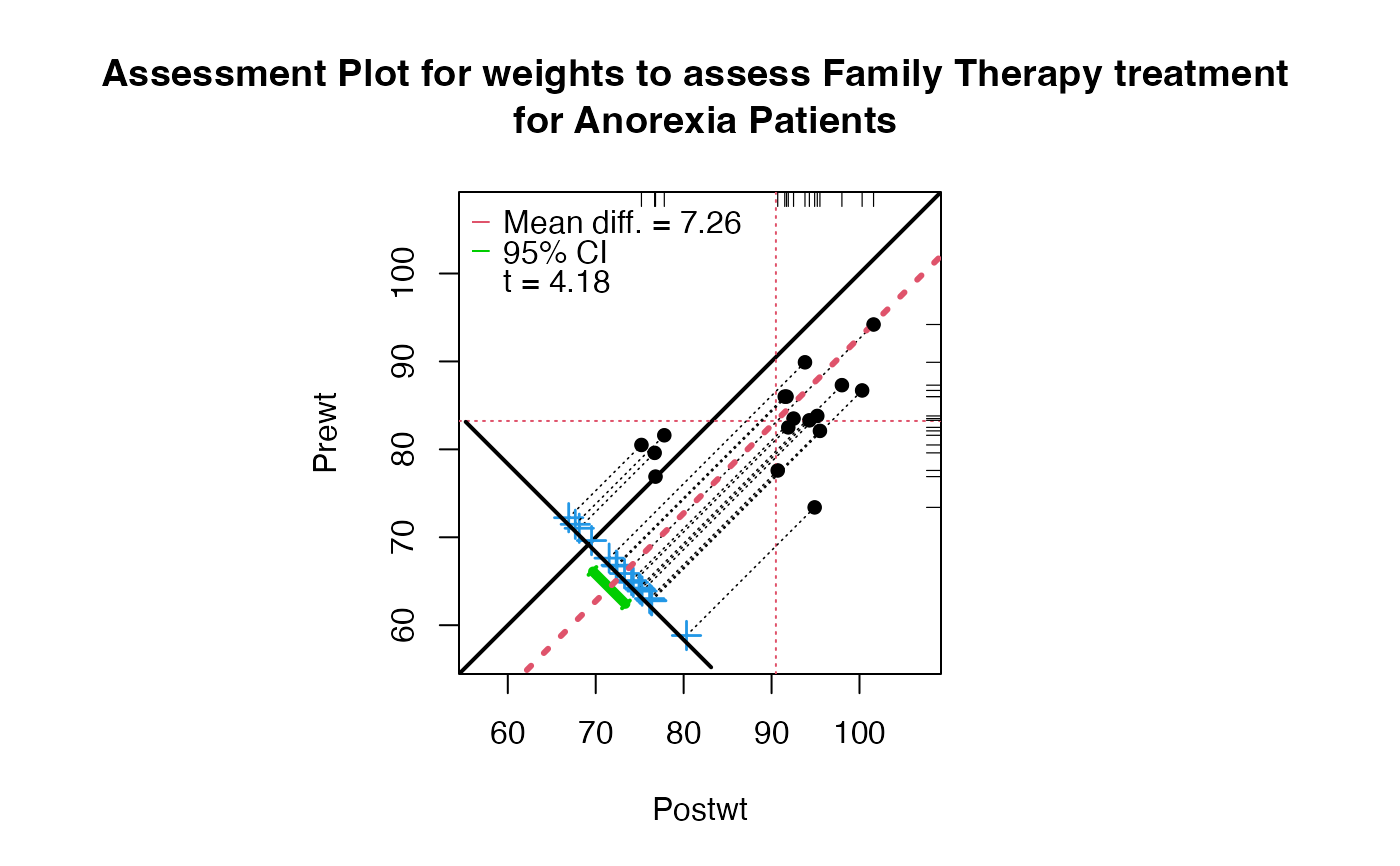 Assessment Plot for weights to assess Family Therapy treatment
for Anorexia Patients
Mean diff. = 7.26
95% CI
t = 4.18
Prewt
100
90
80
70
60
60 70 80 90 100
Postwt